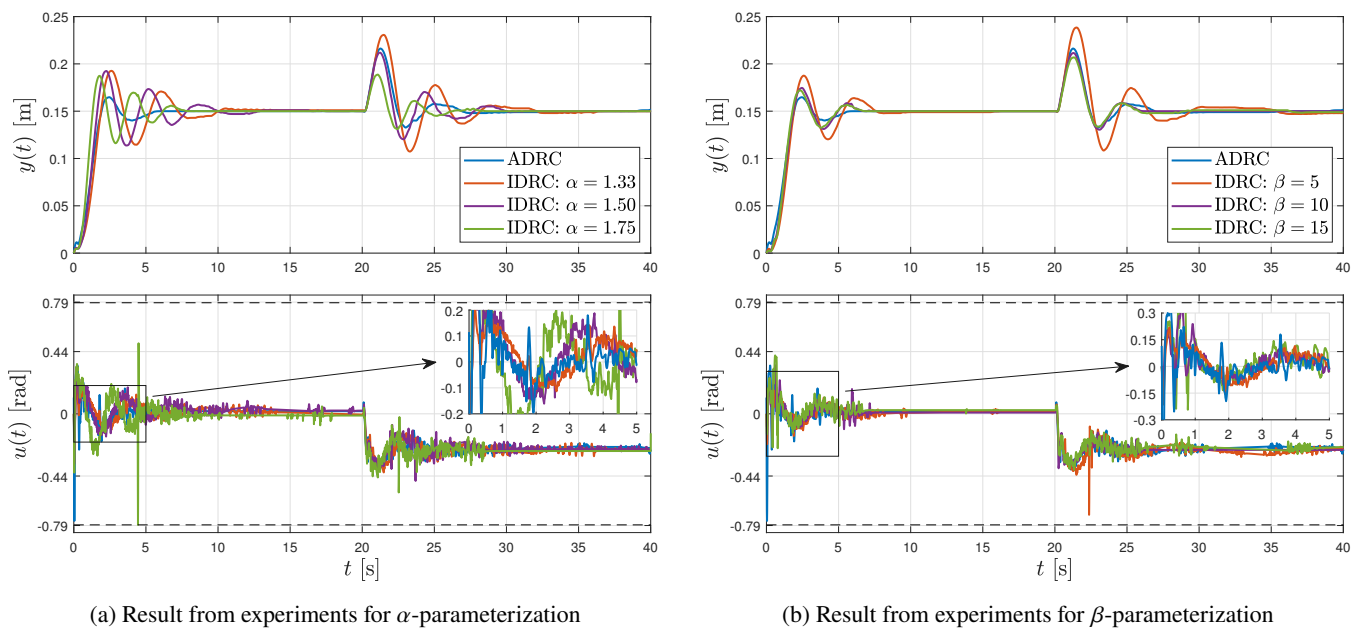 0.25
0.2
0.15
0.1
0.05
0
y(t) [m]
0 5 10 15 20 25 30 35 40
ADRC
IDRC: α = 1.33
IDRC: α = 1.50
IDRC: α = 1.75
0.79
0.44
0
-0.44
-0.79
u(t) [rad]
0.2
0.1
0
-0.1
-0.2
0 1 2 3 4 5
0 5 10 15 20 25 30 35 40
t [s]
(a) Result from experiments for α-parameterization
0.25
0.2
0.15
0.1
0.05
0
y(t) [m]
0 5 10 15 20 25 30 35 40
ADRC
IDRC: β = 5
IDRC: β = 10
IDRC: β = 15
0.79
0.44
0
-0.44
-0.79
u(t) [rad]
0.3
0.15
0
-0.15
-0.3
0 1 2 3 4 5
0 5 10 15 20 25 30 35 40
t [s]
(b) Result from experiments for β-parameterization